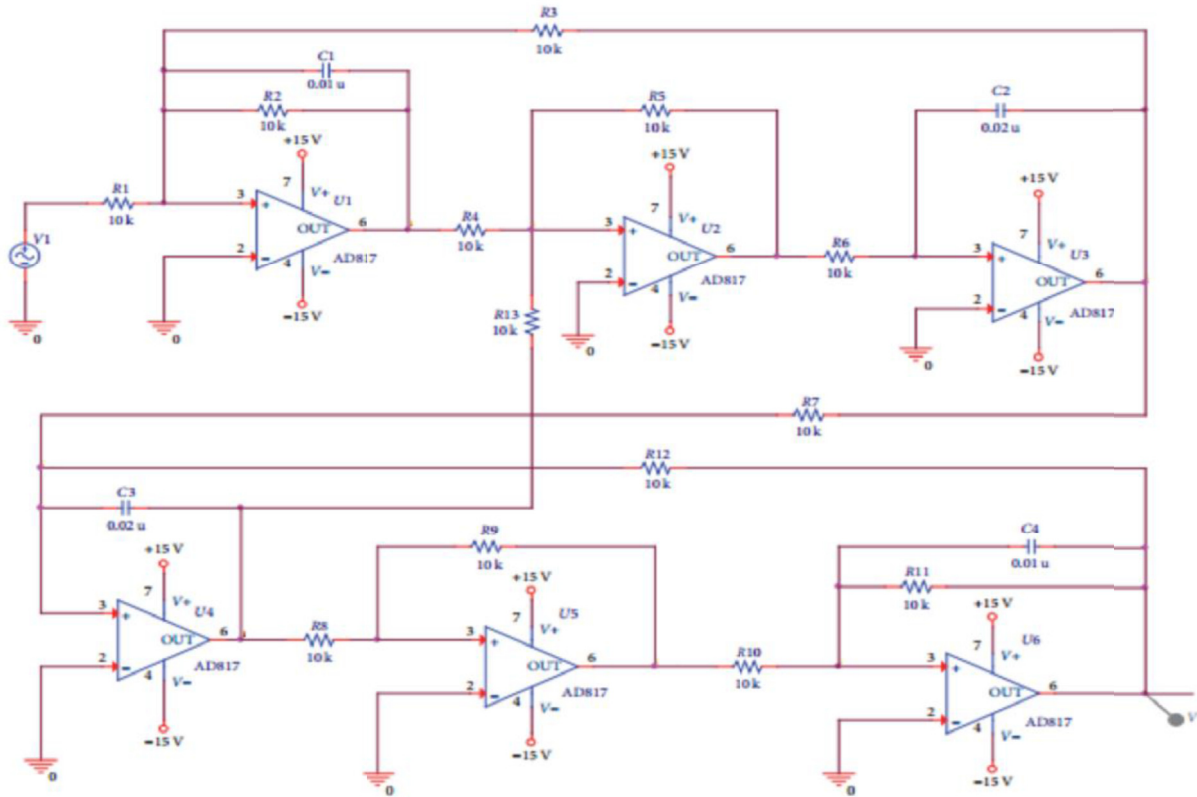 R3
10k
C1
0.01 u
R2
10k
+15 V
7
V+
U1
3
+
OUT
6
2
−
4
V−
AD817
−15 V
R1
10k
V1
0
0
R4
10k
R5
10k
+15 V
7
V+
U2
3
+
OUT
6
2
−
4
V−
AD817
−15 V
0
R13
10k
R6
10k
C2
0.02 u
+15 V
7
V+
U3
3
+
OUT
6
2
−
4
V−
AD817
−15 V
0
R7
10k
R12
10k
C3
0.02 u
+15 V
7
V+
U4
3
+
OUT
6
2
−
4
V−
AD817
−15 V
0
R8
10k
R9
10k
+15 V
7
V+
U5
3
+
OUT
6
2
−
4
V−
AD817
−15 V
0
R10
10k
C4
0.01 u
R11
10k
+15 V
7
V+
U6
3
+
OUT
6
2
−
4
V−
AD817
−15 V
0
V